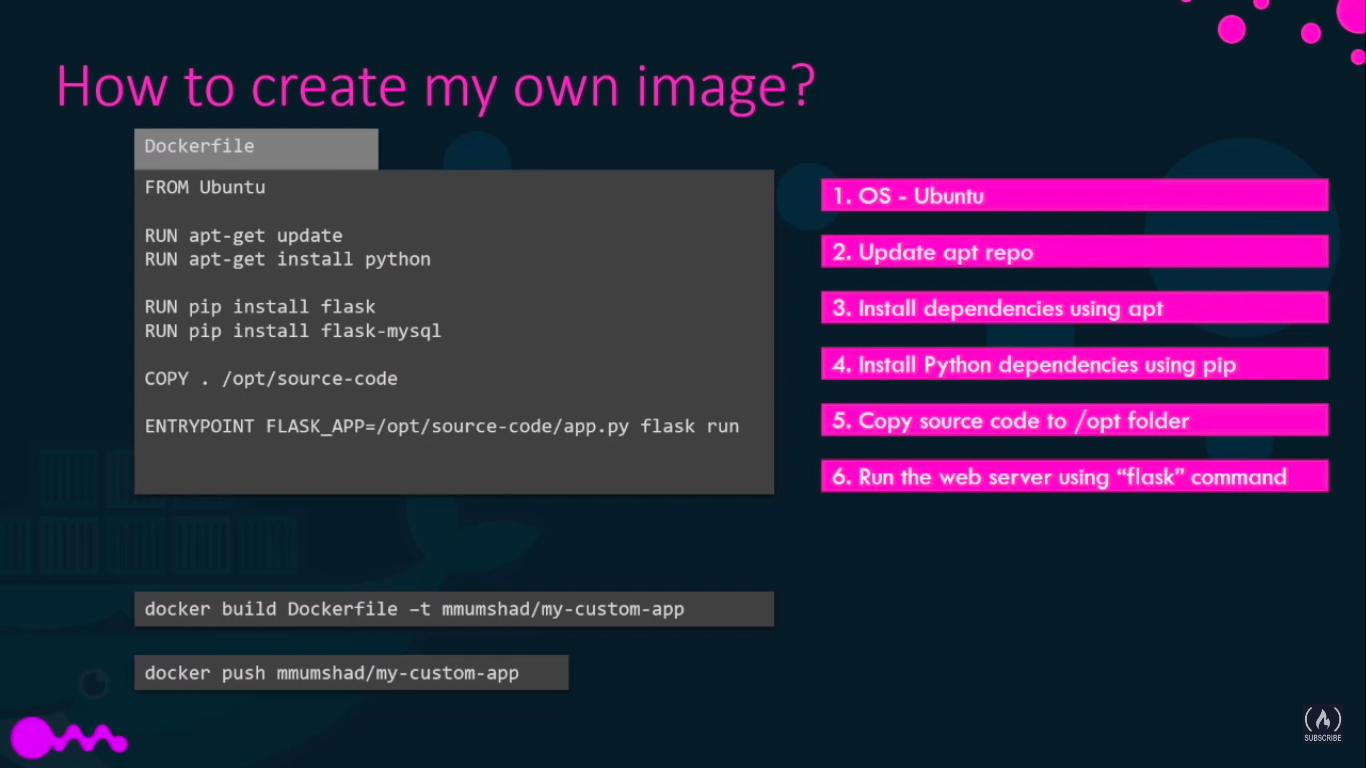 How to create my own image?
Dockerfile
FROM Ubuntu
RUN apt-get update
RUN apt-get install python
RUN pip install flask
RUN pip install flask-mysql
COPY . /opt/source-code
ENTRYPOINT FLASK_APP=/opt/source-code/app.py flask run
1. OS - Ubuntu
2. Update apt repo
3. Install dependencies using apt
4. Install Python dependencies using pip
5. Copy source code to /opt folder
6. Run the web server using “flask” command
docker build Dockerfile –t mmumshad/my-custom-app
docker push mmumshad/my-custom-app
SUBSCRIBE